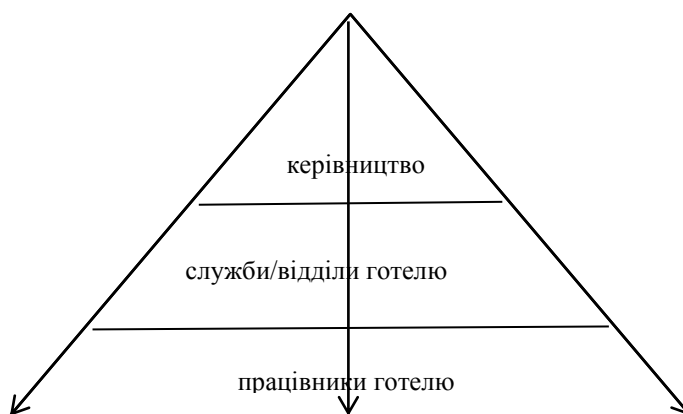 керівництво
служби/відділи готелю
працівники готелю